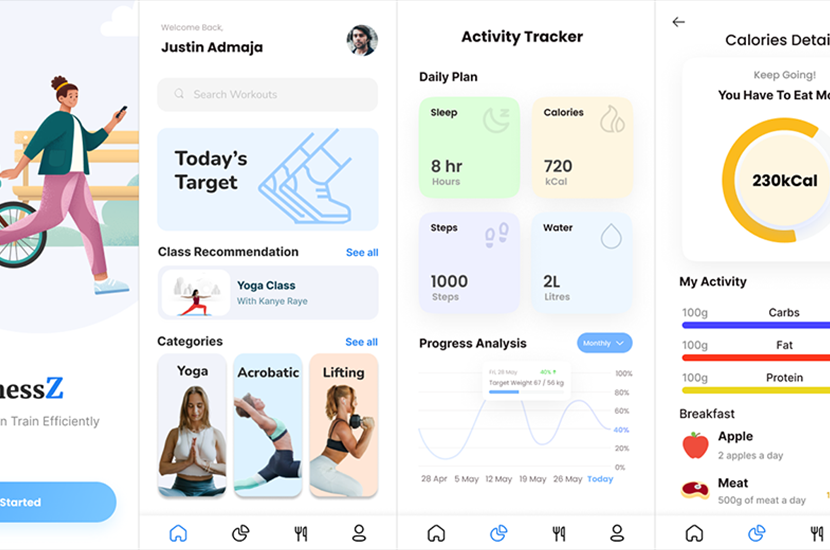 nessZ
n Train Efficiently
Started
Welcome Back,
Justin Admaja
Search Workouts
Today's
Target
Class Recommendation
See all
Yoga Class
With Kanye Raye
Categories
See all
Yoga
Acrobatic
Lifting
Activity Tracker
Daily Plan
Sleep
8 hr
Hours
Calories
720
kCal
Steps
1000
Steps
Water
2L
Litres
Progress Analysis
Monthly
Fri, 26 May
40%
Target Weight 67 / 56 kg
100%
80%
60%
40%
20%
0%
28 Apr
5 May
12 May
19 May
26 May
Today
Calories Detai
Keep Going!
You Have To Eat Mo
230kCal
My Activity
100g
Carbs
100g
Fat
100g
Protein
Breakfast
Apple
2 apples a day
Meat
500g of meat a day